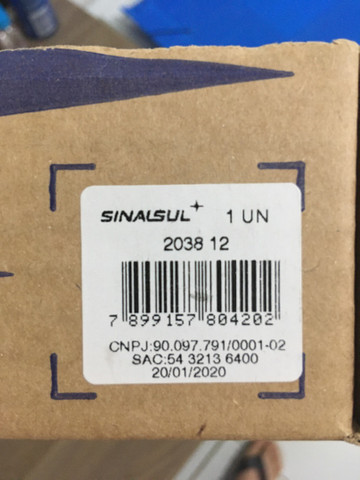 SINALSUL 1 UN
2038 12
7 899157 804202
CNPJ:90.097.791/0001-02
SAC:54 3213 6400
20/01/2020